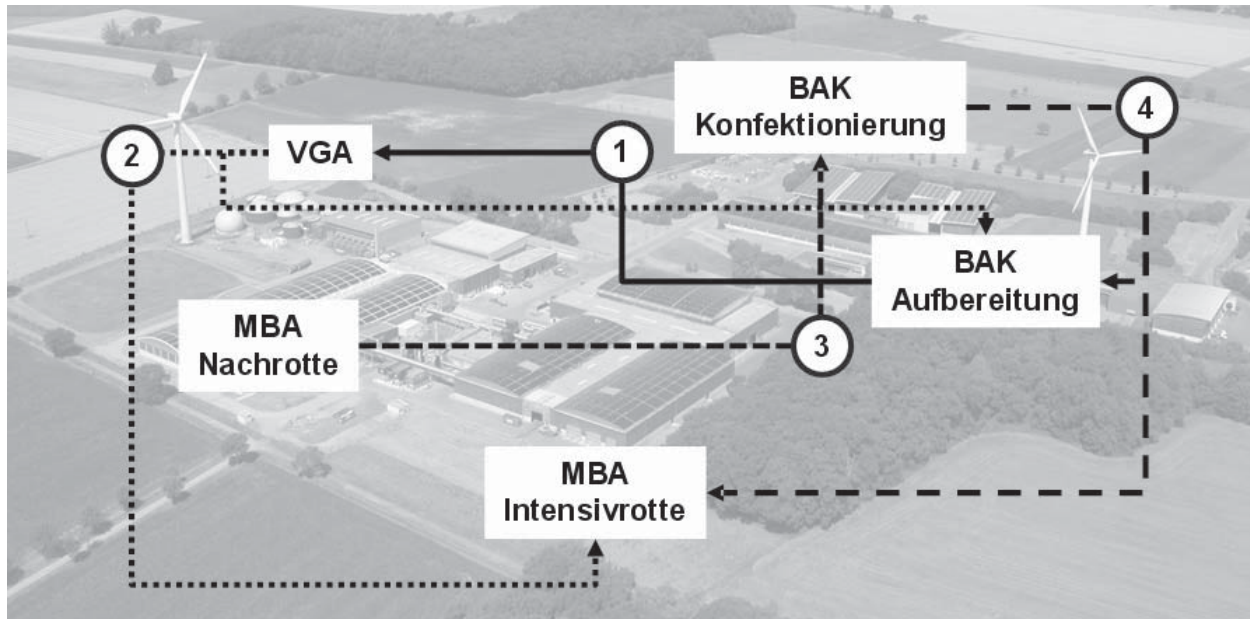 BAK
Konfektionierung
4
2
VGA
1
BAK
Aufbereitung
MBA
Nachrotte
3
MBA
Intensivrotte